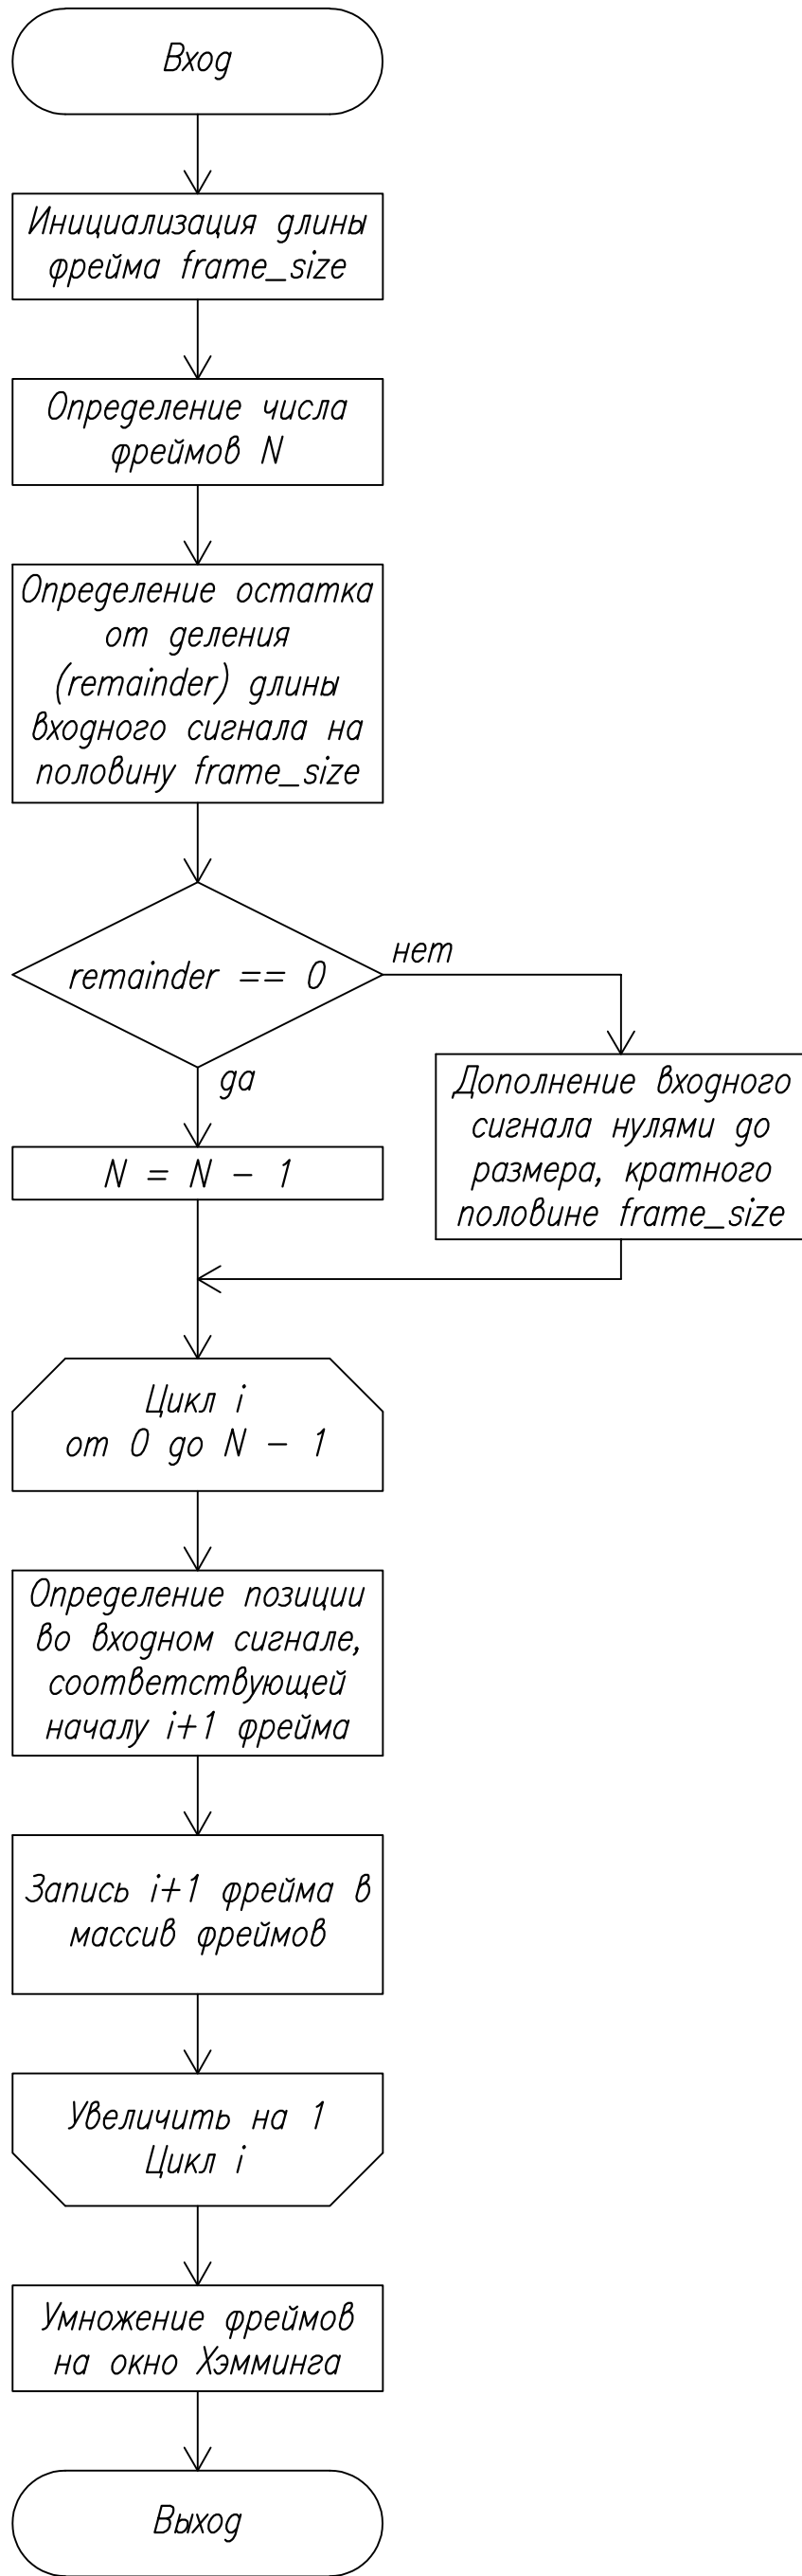 Вход
Инициализация длины
фрейма frame_size
Определение числа
фреймов N
Определение остатка
от деления
(remainder) длины
входного сигнала на
половину frame_size
remainder == 0
нет
да
Дополнение входного
сигнала нулями до
размера, кратного
половине frame_size
N = N - 1
Цикл i
от 0 до N - 1
Определение позиции
во входном сигнале,
соответствующей
началу i+1 фрейма
Запись i+1 фрейма в
массив фреймов
Увеличить на 1
Цикл i
Умножение фреймов
на окно Хэмминга
Выход